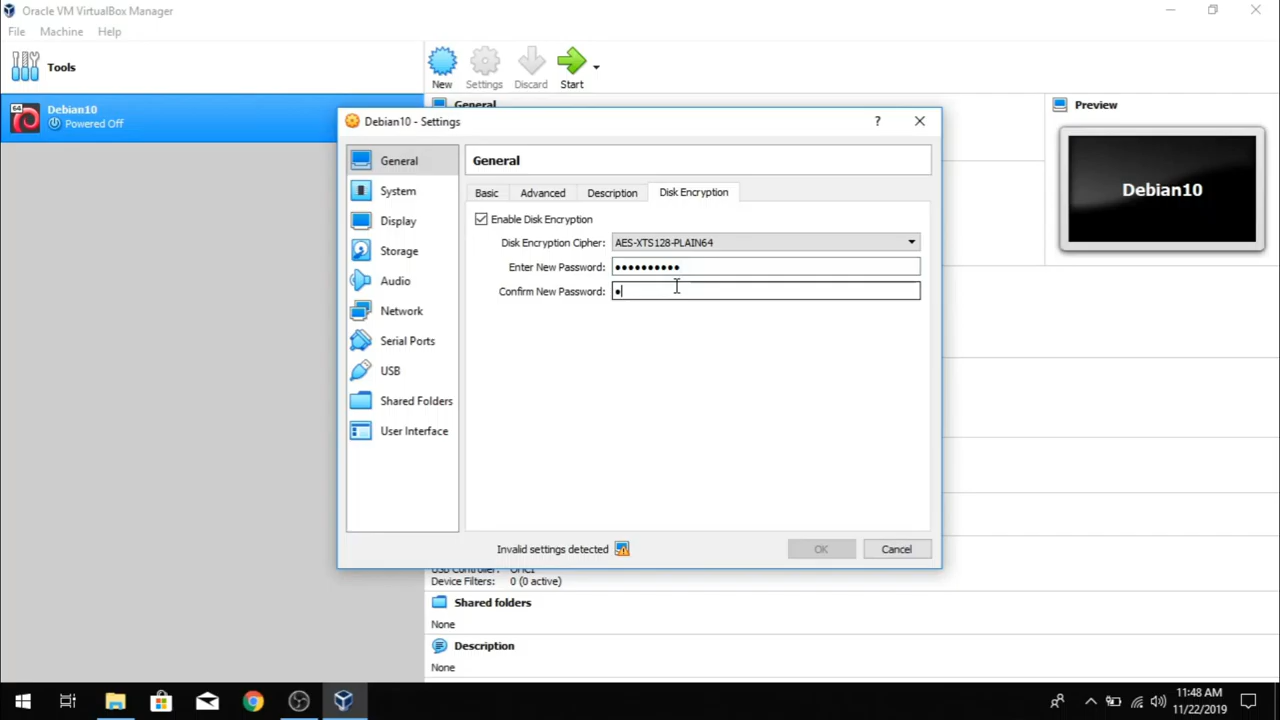 Oracle VM VirtualBox Manager
File Machine Help
Tools
New Settings Discard Start
64
Debian10
Powered Off
General
Preview
Debian10
Debian10 - Settings
?
General
System
Display
Storage
Audio
Network
Serial Ports
USB
Shared Folders
User Interface
General
Basic Advanced Description Disk Encryption
Enable Disk Encryption
Disk Encryption Cipher: AES-XTS128-PLAIN64
Enter New Password: ••••••••••
Confirm New Password: •
Invalid settings detected
OK Cancel
Device Filters: 0 (0 active)
Shared folders
None
Description
None
11:48 AM
11/22/2019